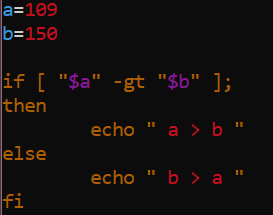 a=109
b=150
if [ "$a" -gt "$b" ];
then
echo " a > b "
else
echo " b > a "
fi